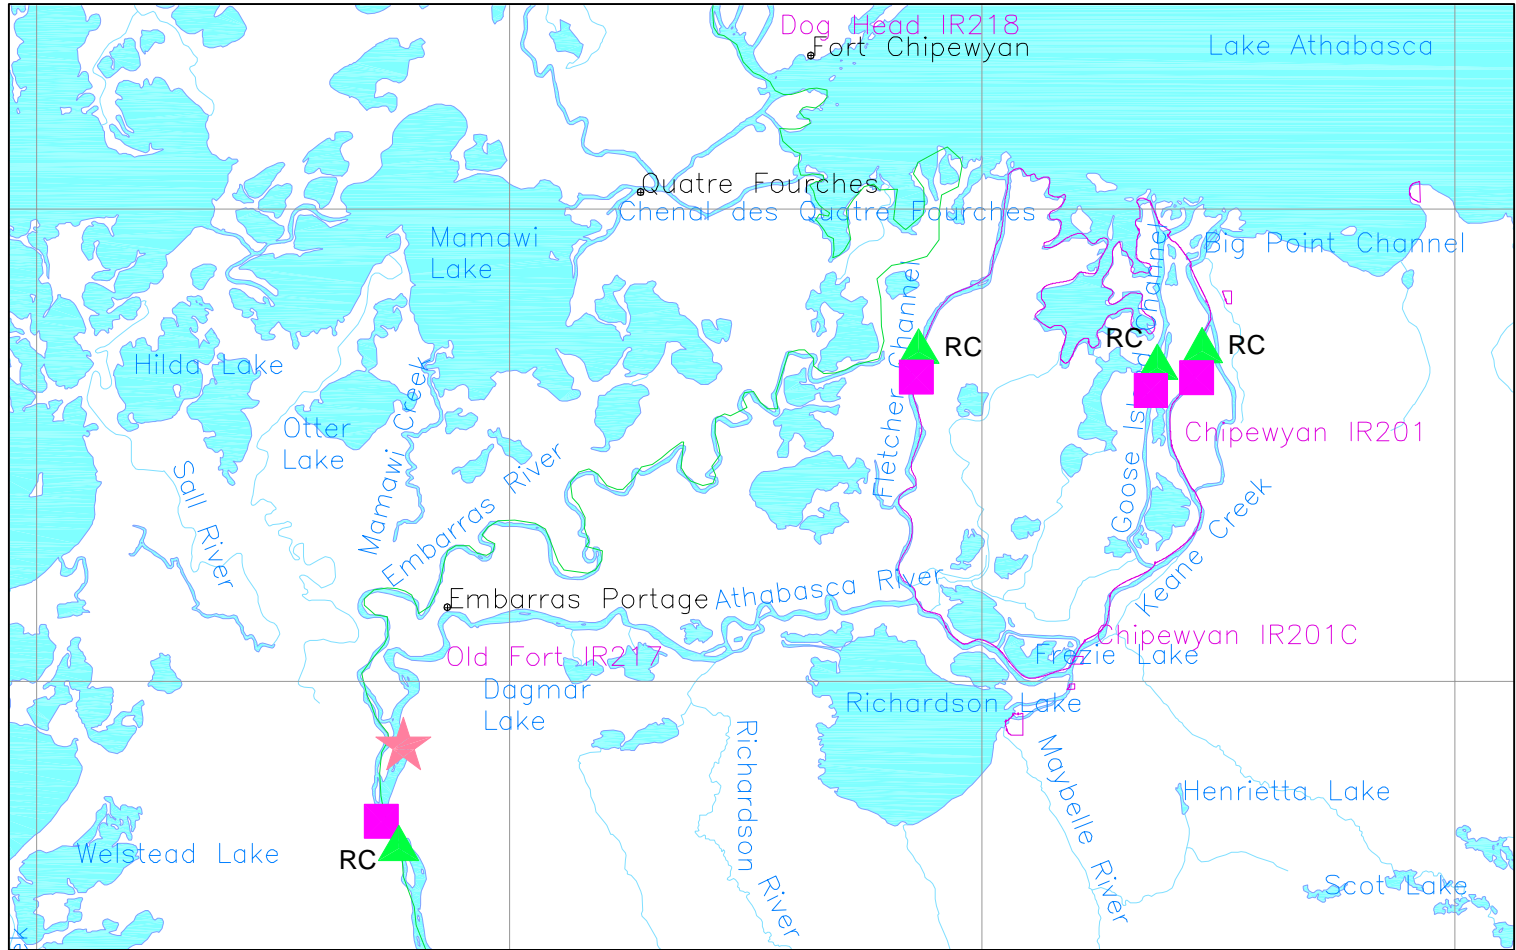 Dog Head IR218
Fort Chipewyan
Lake Athabasca
Quatre Fourches
Chenal des Quatre Fourches
Mamawi
Lake
Big Point Channel
Fletcher Channel
Goose Island Channel
RC
RC
RC
Hilda Lake
Mamawi Creek
Otter
Lake
Chipewyan IR201
Sall River
Embarras River
Keane Creek
Embarras Portage
Athabasca River
Chipewyan IR201C
Old Fort IR217
Frezie Lake
Dagmar
Lake
Richardson Lake
Richardson River
Maybelle River
Henrietta Lake
Welstead Lake
RC
Scot Lake